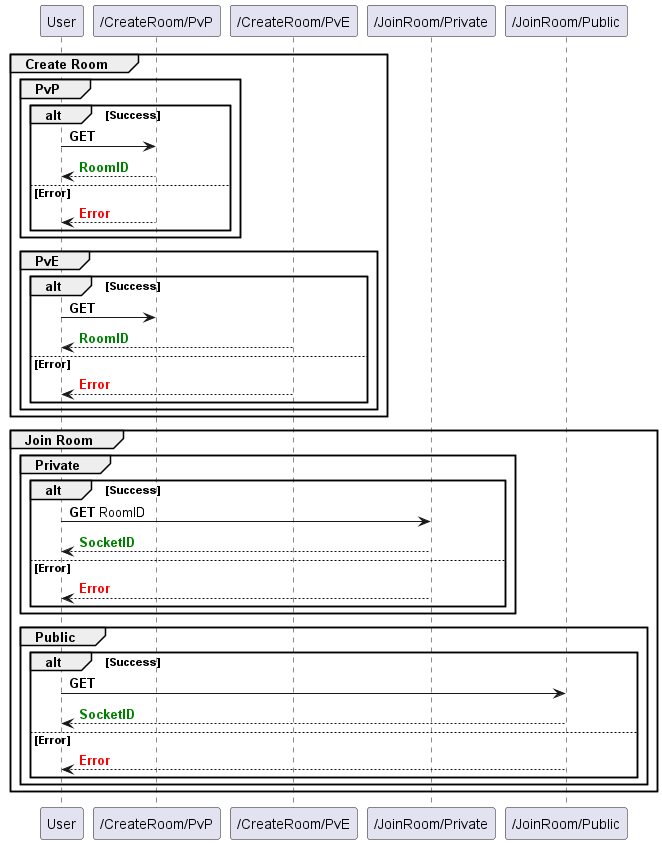 User /CreateRoom/PvP /CreateRoom/PvE /JoinRoom/Private /JoinRoom/Public
Create Room
PvP
alt [Success]
GET
RoomID
[Error]
Error
PvE
alt [Success]
GET
RoomID
[Error]
Error
Join Room
Private
alt [Success]
GET RoomID
SocketID
[Error]
Error
Public
alt [Success]
GET
SocketID
[Error]
Error
User /CreateRoom/PvP /CreateRoom/PvE /JoinRoom/Private /JoinRoom/Public